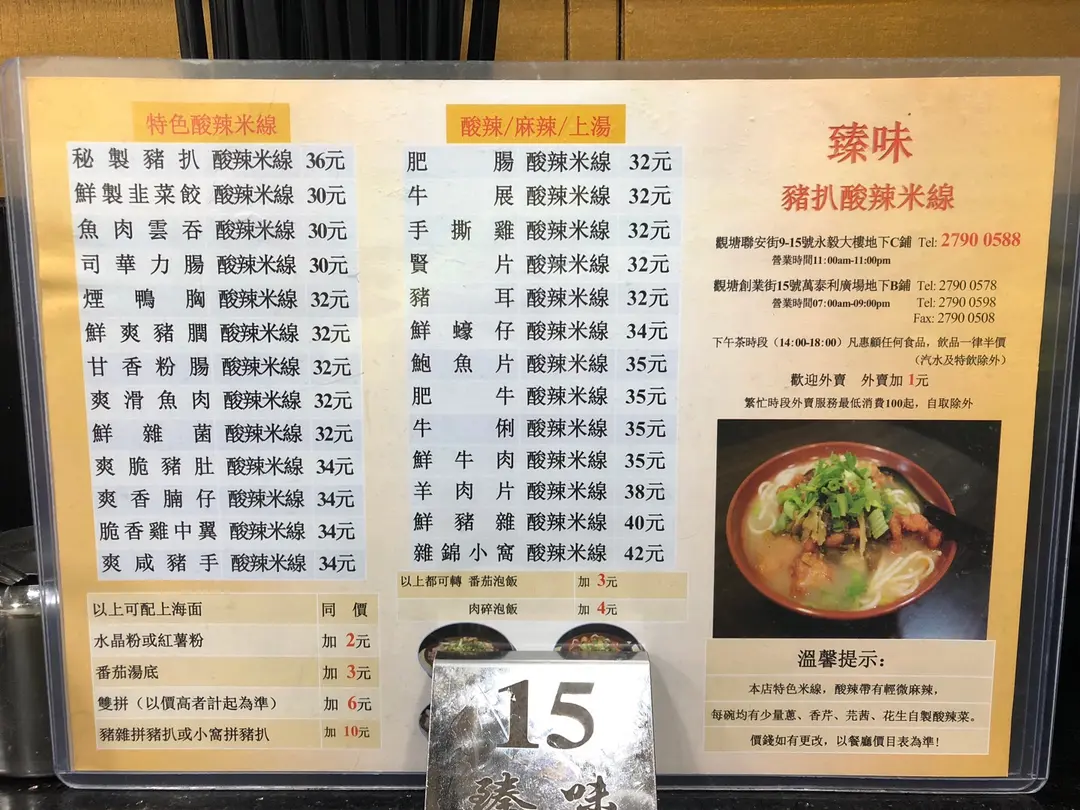 特色酸辣米線
秘製豬扒 酸辣米線 36元
鮮製韭菜餃 酸辣米線 30元
魚肉雲吞 酸辣米線 30元
司華力腸 酸辣米線 30元
煙鴨胸 酸辣米線 32元
鮮爽豬膶 酸辣米線 32元
甘香粉腸 酸辣米線 32元
爽滑魚肉 酸辣米線 32元
鮮雜菌 酸辣米線 32元
爽脆豬肚 酸辣米線 34元
爽香腩仔 酸辣米線 34元
脆香雞中翼 酸辣米線 34元
爽咸豬手 酸辣米線 34元
以上可配上海面 同價
水晶粉或紅薯粉 加 2元
番茄湯底 加 3元
雙拼（以價高者計起為準） 加 6元
豬雜拼豬扒或小窩拼豬扒 加 10元
酸辣/麻辣/上湯
肥腸 酸辣米線 32元
牛展 酸辣米線 32元
手撕雞 酸辣米線 32元
賢片 酸辣米線 32元
豬耳 酸辣米線 32元
鮮蠔仔 酸辣米線 34元
鮑魚片 酸辣米線 35元
肥牛 酸辣米線 35元
牛脷 酸辣米線 35元
鮮牛肉 酸辣米線 35元
羊肉片 酸辣米線 38元
鮮豬雜 酸辣米線 40元
雜錦小窩 酸辣米線 42元
以上都可轉 番茄泡飯 加 3元
肉碎泡飯 加 4元
15
臻味
臻味
豬扒酸辣米線
觀塘聯安街9-15號永毅大樓地下C鋪 Tel: 2790 0588
營業時間11:00am-11:00pm
觀塘創業街15號萬泰利廣場地下B鋪 Tel: 2790 0578
營業時間07:00am-09:00pm Tel: 2790 0598
Fax: 2790 0508
下午茶時段（14:00-18:00）凡惠顧任何食品，飲品一律半價
（汽水及特飲除外）
歡迎外賣 外賣加 1元
繁忙時段外賣服務最低消費100起，自取除外
溫馨提示:
本店特色米線，酸辣帶有輕微麻辣，
每碗均有少量蔥、香芹、芫茜、花生自製酸辣菜。
價錢如有更改，以餐廳價目表為準!